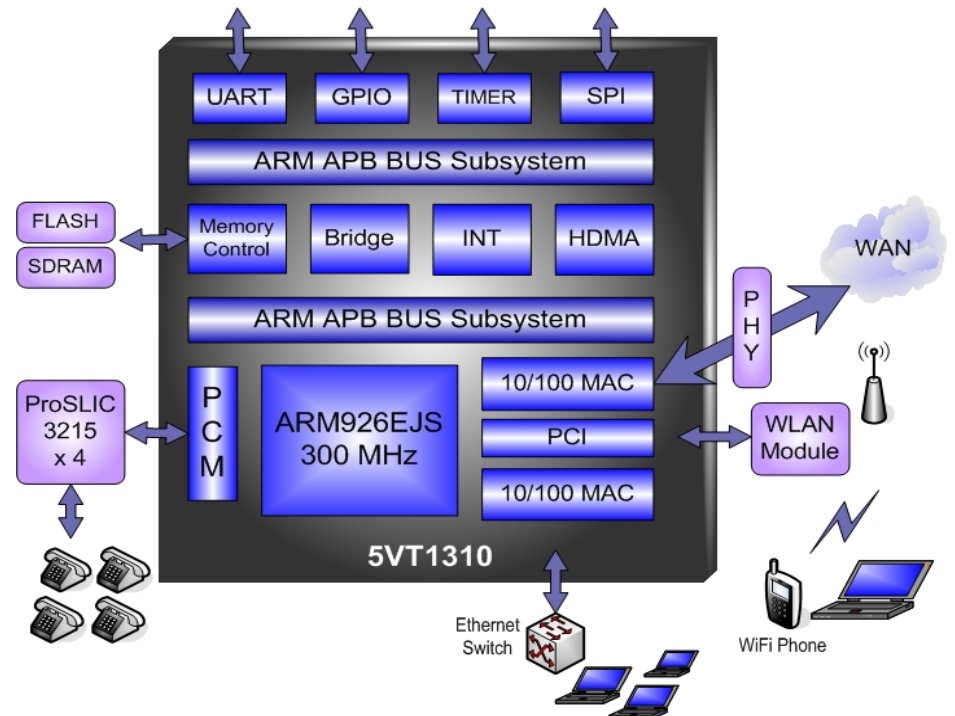 UART
GPIO
TIMER
SPI
ARM APB BUS Subsystem
FLASH
SDRAM
Memory
Control
Bridge
INT
HDMA
WAN
ARM APB BUS Subsystem
P
H
Y
ProSLIC
3215
x 4
P
C
M
ARM926EJS
300 MHz
10/100 MAC
PCI
10/100 MAC
WLAN
Module
5VT1310
Ethernet
Switch
WiFi Phone